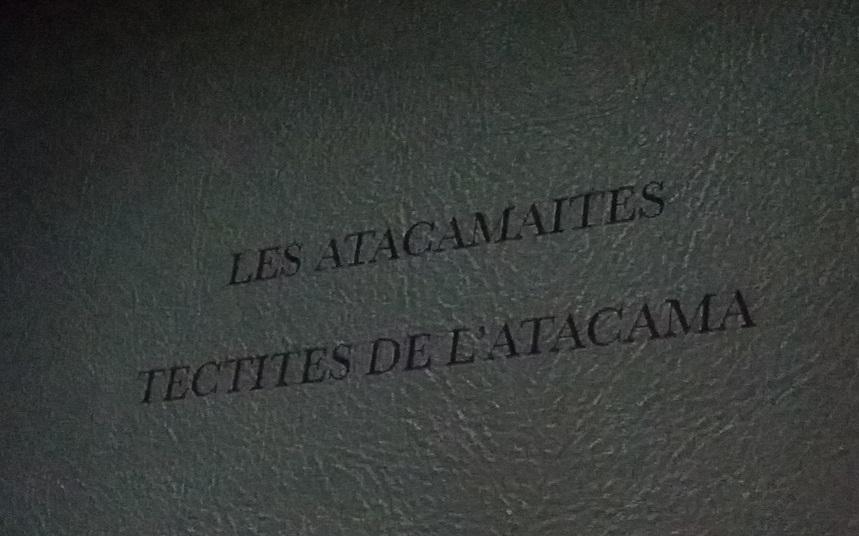 LES ATACAMAITES
TECTITES DE L'ATACAMA